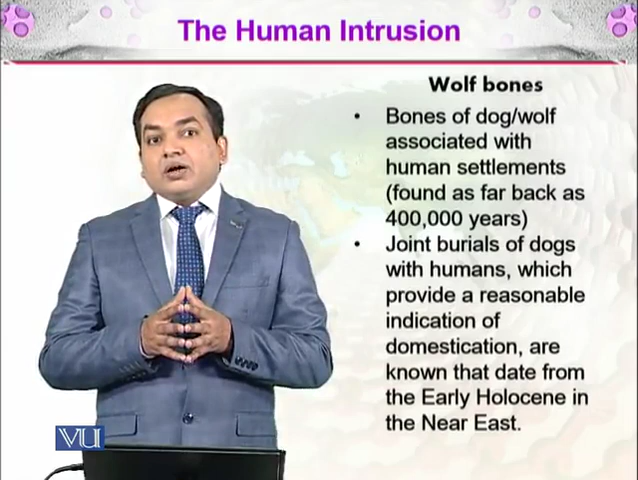 The Human Intrusion
Wolf bones
• Bones of dog/wolf
associated with
human settlements
(found as far back as
400,000 years)
• Joint burials of dogs
with humans, which
provide a reasonable
indication of
domestication, are
known that date from
the Early Holocene in
the Near East.
VU